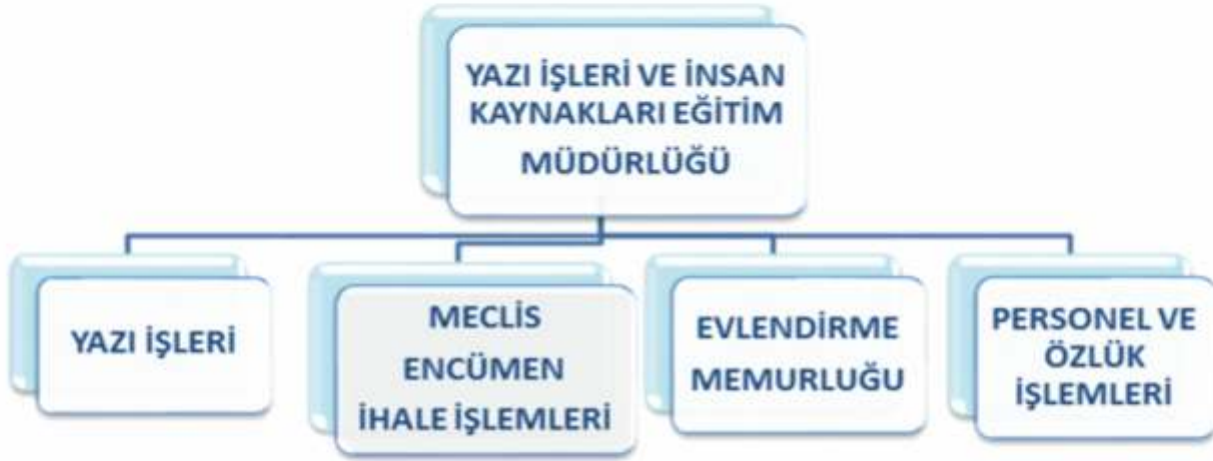 YAZI İŞLERİ VE İNSAN
KAYNAKLARI EĞİTİM
MÜDÜRLÜĞÜ
YAZI İŞLERİ
MECLİS
ENCÜMEN
İHALE İŞLEMLERİ
EVLENDİRME
MEMURLUĞU
PERSONEL VE
ÖZLÜK
İŞLEMLERİ